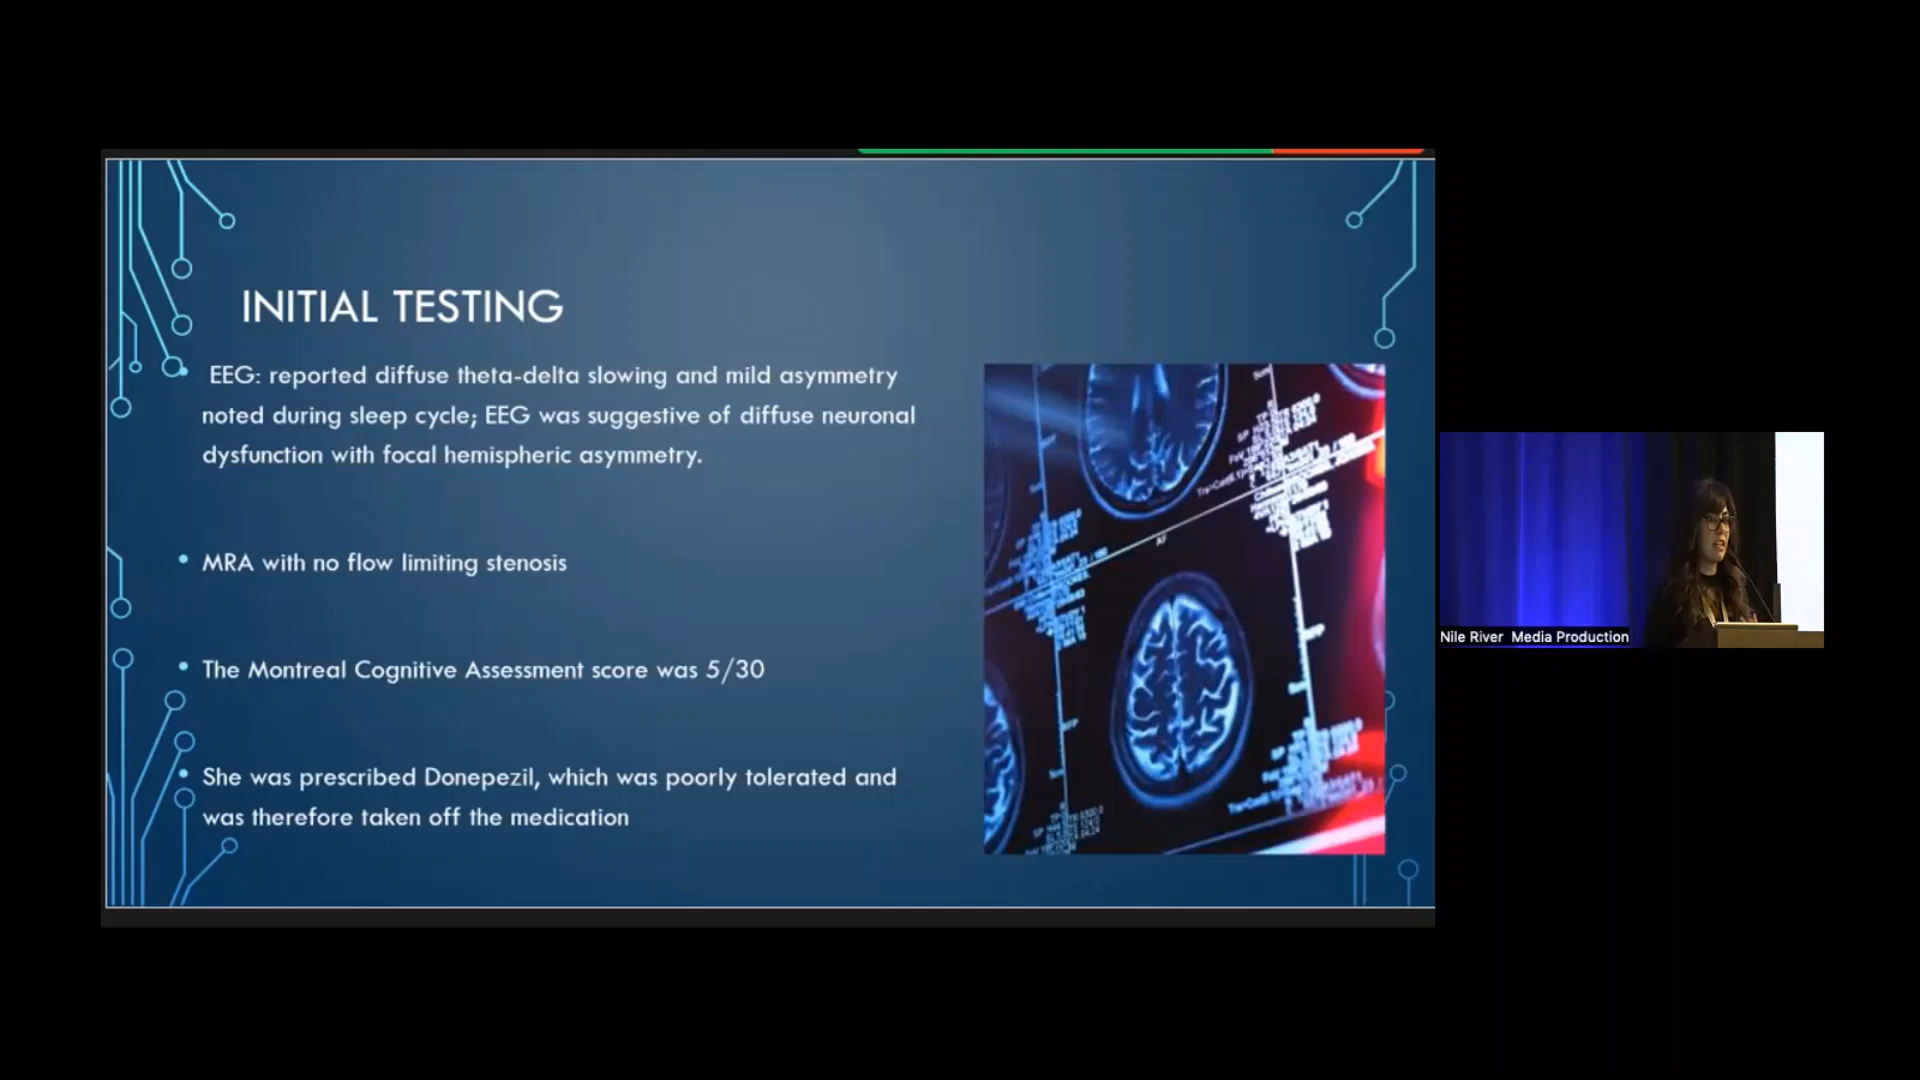 INITIAL TESTING
• EEG: reported diffuse theta-delta slowing and mild asymmetry
noted during sleep cycle; EEG was suggestive of diffuse neuronal
dysfunction with focal hemispheric asymmetry.
• MRA with no flow limiting stenosis
• The Montreal Cognitive Assessment score was 5/30
• She was prescribed Donepezil, which was poorly tolerated and
was therefore taken off the medication
Nile River Media Production